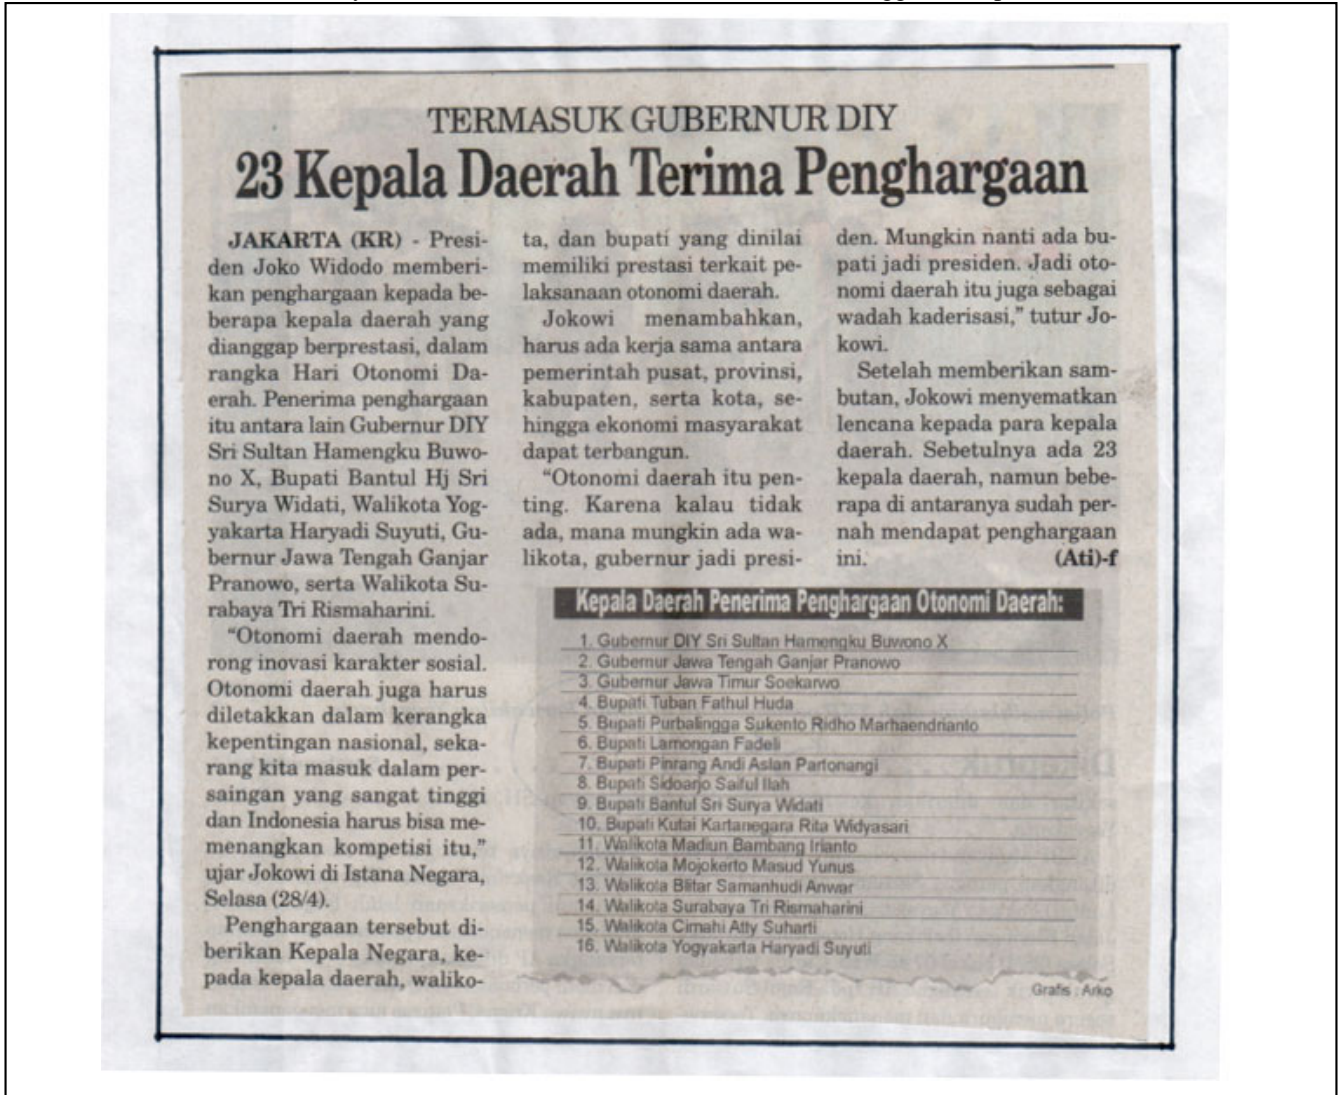 TERMASUK GUBERNUR DIY
23 Kepala Daerah Terima Penghargaan
JAKARTA (KR) - Presi-
den Joko Widodo memberi-
kan penghargaan kepada be-
berapa kepala daerah yang
dianggap berprestasi, dalam
rangka Hari Otonomi Da-
erah. Penerima penghargaan
itu antara lain Gubernur DIY
Sri Sultan Hamengku Buwo-
no X, Bupati Bantul Hj Sri
Surya Widati, Walikota Yog-
yakarta Haryadi Suyuti, Gu-
bernur Jawa Tengah Ganjar
Pranowo, serta Walikota Su-
rabaya Tri Rismaharini.
"Otonomi daerah mendo-
rong inovasi karakter sosial.
Otonomi daerah juga harus
diletakkan dalam kerangka
kepentingan nasional, seka-
rang kita masuk dalam per-
saingan yang sangat tinggi
dan Indonesia harus bisa me-
menangkan kompetisi itu,"
ujar Jokowi di Istana Negara,
Selasa (28/4).
Penghargaan tersebut di-
berikan Kepala Negara, ke-
pada kepala daerah, waliko-
ta, dan bupati yang dinilai
memiliki prestasi terkait pe-
laksanaan otonomi daerah.
Jokowi menambahkan,
harus ada kerja sama antara
pemerintah pusat, provinsi,
kabupaten, serta kota, se-
hingga ekonomi masyarakat
dapat terbangun.
"Otonomi daerah itu pen-
ting. Karena kalau tidak
ada, mana mungkin ada wa-
likota, gubernur jadi presi-
den. Mungkin nanti ada bu-
pati jadi presiden. Jadi oto-
nomi daerah itu juga sebagai
wadah kaderisasi," tutur Jo-
kowi.
Setelah memberikan sam-
butan, Jokowi menyematkan
lencana kepada para kepala
daerah. Sebetulnya ada 23
kepala daerah, namun bebe-
rapa di antaranya sudah per-
nah mendapat penghargaan
ini. (Ati)-f
Kepala Daerah Penerima Penghargaan Otonomi Daerah:
1. Gubernur DIY Sri Sultan Hamengku Buwono X
2. Gubernur Jawa Tengah Ganjar Pranowo
3. Gubernur Jawa Timur Soekarwo
4. Bupati Tuban Fathul Huda
5. Bupati Purbalingga Sukento Ridho Marhaendrianto
6. Bupati Lamongan Fadeli
7. Bupati Pinrang Andi Aslan Partonangi
8. Bupati Sidoarjo Saiful Ilah
9. Bupati Bantul Sri Surya Widati
10. Bupati Kutai Kartanegara Rita Widyasari
11. Walikota Madiun Bambang Irianto
12. Walikota Mojokerto Masud Yunus
13. Walikota Blitar Samanhudi Anwar
14. Walikota Surabaya Tri Rismaharini
15. Walikota Cimahi Atty Suharti
16. Walikota Yogyakarta Haryadi Suyuti
Grafis : Arko